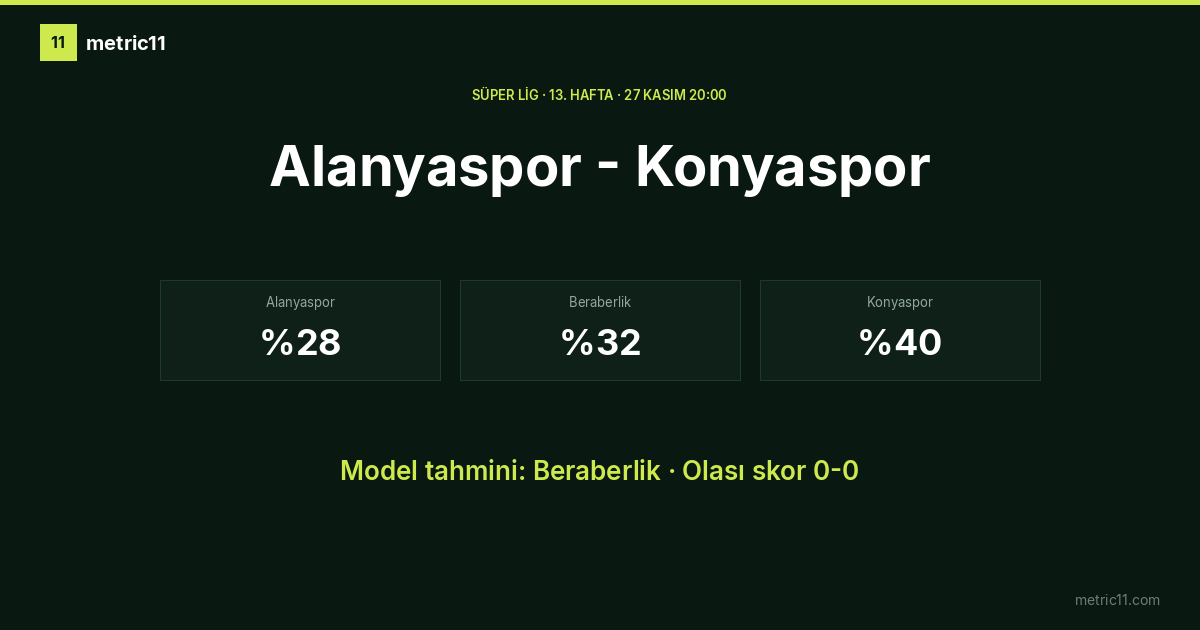 11 metric11
SÜPER LİG · 13. HAFTA · 27 KASIM 20:00
Alanyaspor - Konyaspor
Alanyaspor
%28
Beraberlik
%32
Konyaspor
%40
Model tahmini: Beraberlik · Olası skor 0-0
metric11.com